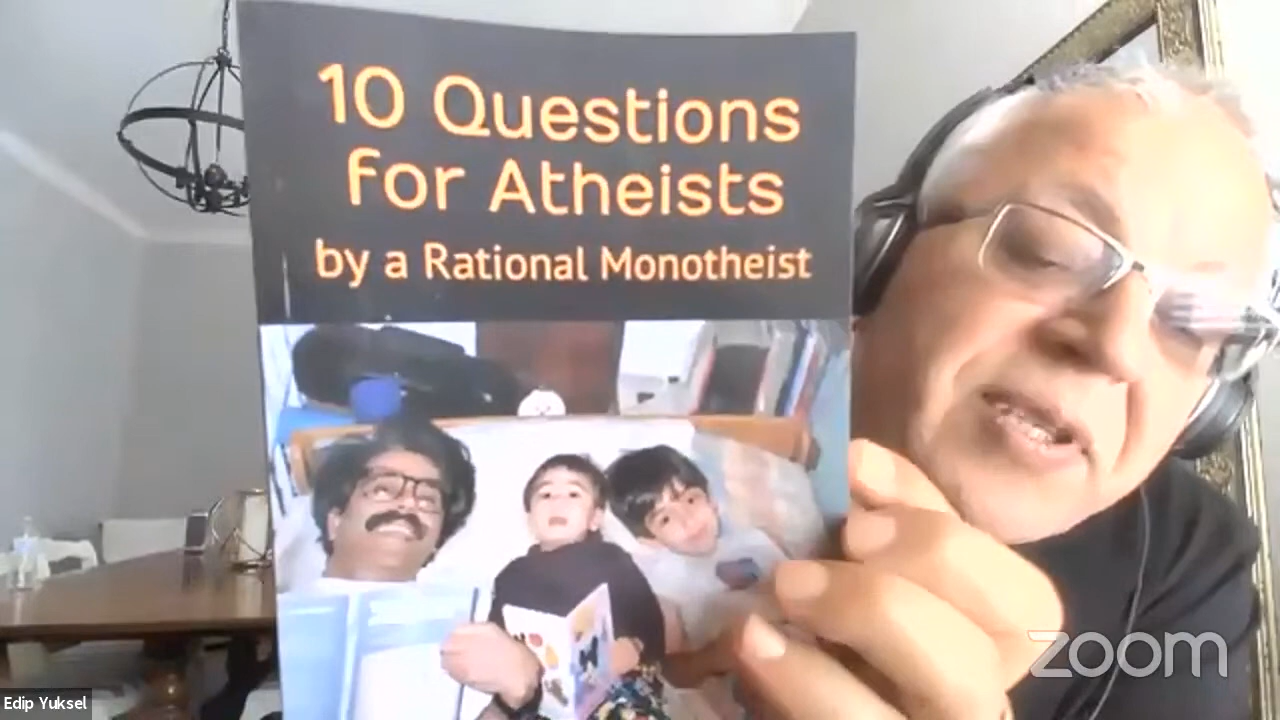 10 Questions
for Atheists
by a Rational Monotheist
zoom
Edip Yuksel